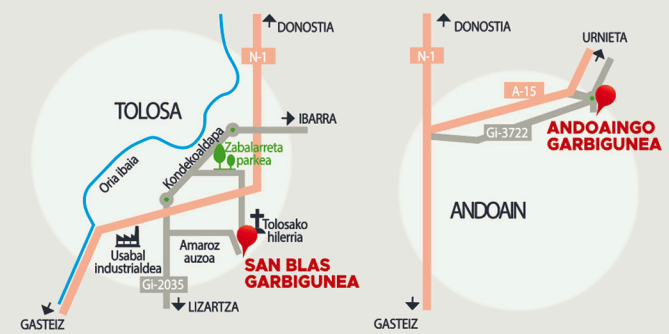 DONOSTIA
N-1
TOLOSA
IBARRA
Kondekoaldapa
Zabalarreta
parkea
Oria Ibaia
Tolosako
hilerria
Usabal
industrialdea
Amaroz
auzoa
SAN BLAS
GARBIGUNEA
Gi-2035
LIZARTZA
GASTEIZ
DONOSTIA
URNIETA
N-1
A-15
ANDOAINGO
GARBIGUNEA
Gi-3722
ANDOAIN
GASTEIZ